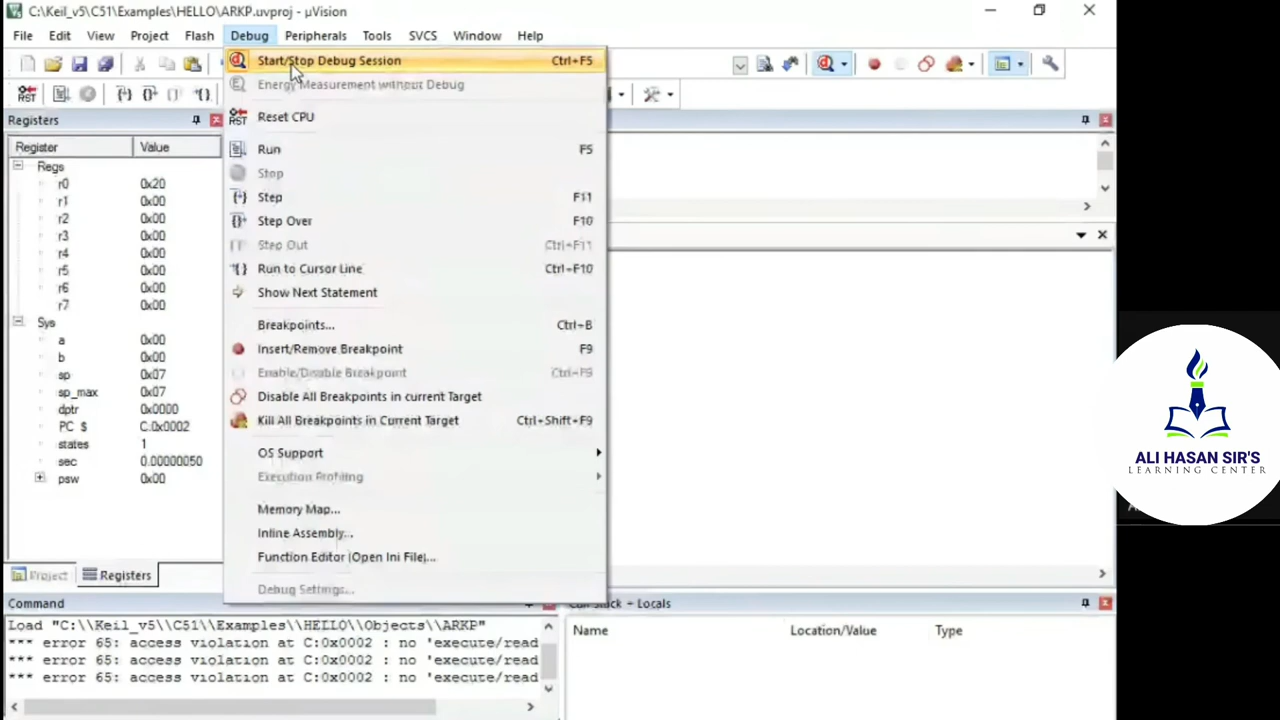 C:\Keil_v5\C51\Examples\HELLO\ARKP.uvproj - µVision
File Edit View Project Flash Debug Peripherals Tools SVCS Window Help
Start/Stop Debug Session Ctrl+F5
Energy Measurement without Debug
Reset CPU
Run F5
Stop
Step F11
Step Over F10
Step Out Ctrl+F11
Run to Cursor Line Ctrl+F10
Show Next Statement
Breakpoints... Ctrl+B
Insert/Remove Breakpoint F9
Enable/Disable Breakpoint Ctrl+F9
Disable All Breakpoints in current Target
Kill All Breakpoints in Current Target Ctrl+Shift+F9
OS Support
Execution Profiling
Memory Map...
Inline Assembly...
Function Editor (Open Ini File)...
Debug Settings...
RST
Registers
Register Value
Regs
r0 0x20
r1 0x00
r2 0x00
r3 0x00
r4 0x00
r5 0x00
r6 0x00
r7 0x00
Sys
a 0x00
b 0x00
sp 0x07
sp_max 0x07
dptr 0x0000
PC $ C:0x0002
states 1
sec 0.00000050
psw 0x00
Project Registers
Command
Load "C:\\Keil_v5\\C51\\Examples\\HELLO\\Objects\\ARKP"
*** error 65: access violation at C:0x0002 : no 'execute/read
*** error 65: access violation at C:0x0002 : no 'execute/read
*** error 65: access violation at C:0x0002 : no 'execute/read
Stack + Locals
Name Location/Value Type
ALI HASAN SIR'S
LEARNING CENTER